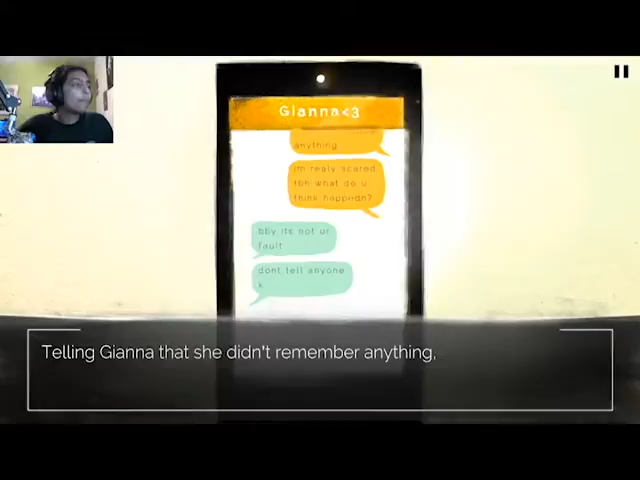 Gianna<3
anything
im realy scared
tbh what do u
think happedn?
bby its not ur
fault
dont tell anyone
k
Telling Gianna that she didn't remember anything,